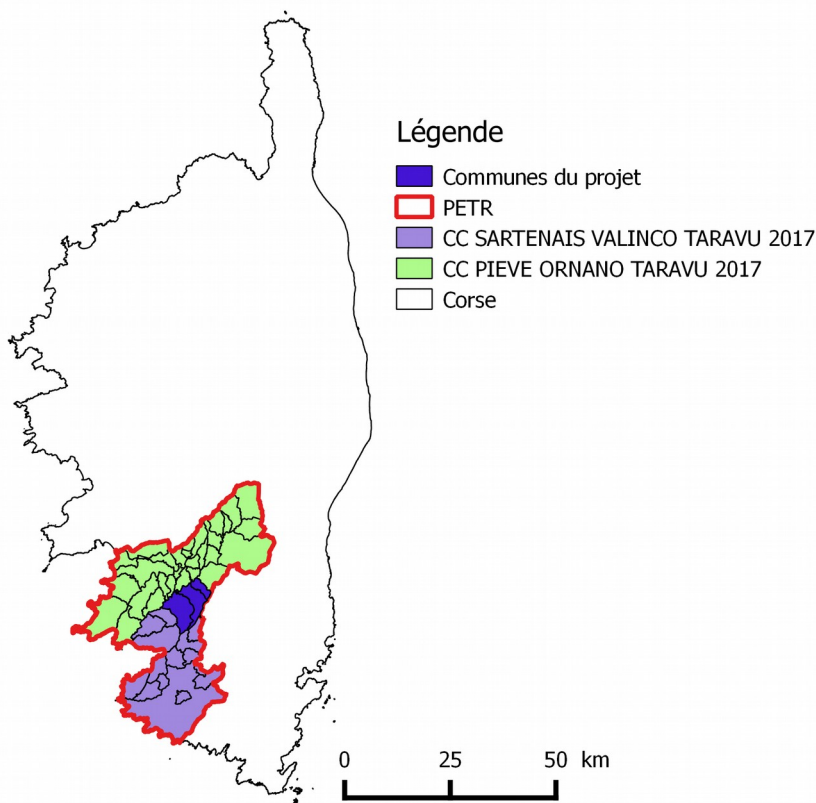 Légende
Communes du projet
PETR
CC SARTENAIS VALINCO TARAVU 2017
CC PIEVE ORNANO TARAVU 2017
Corse
0 25 50 km